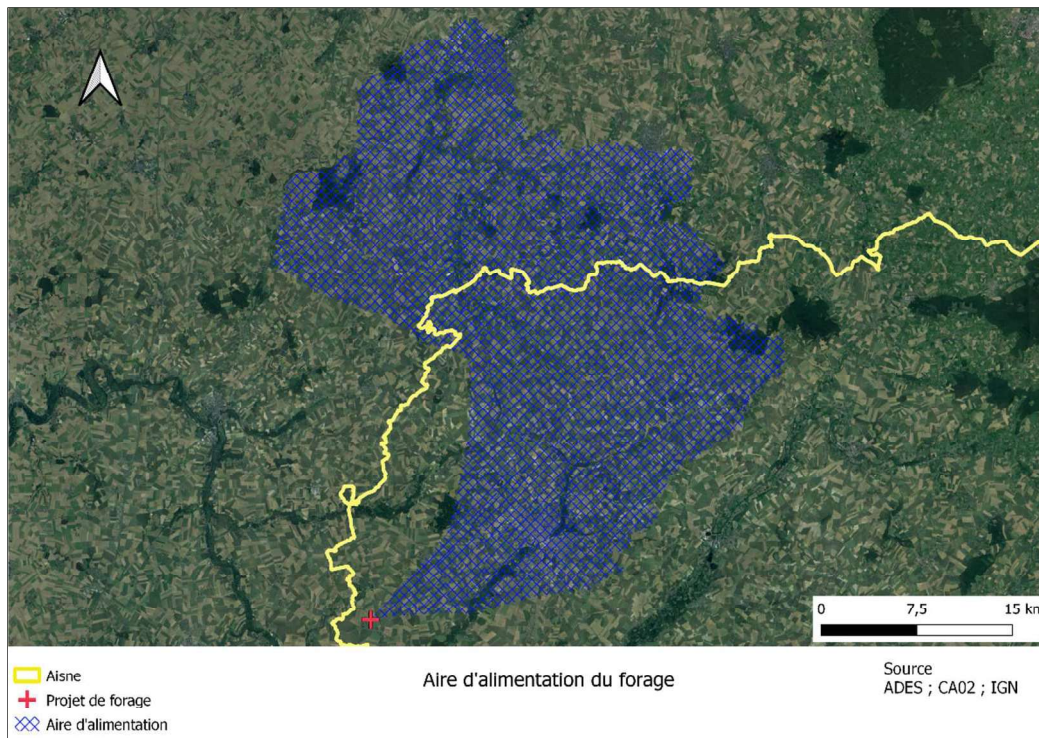 0 7,5 15 km
Aisne
Projet de forage
Aire d'alimentation
Aire d'alimentation du forage
Source
ADES ; CA02 ; IGN